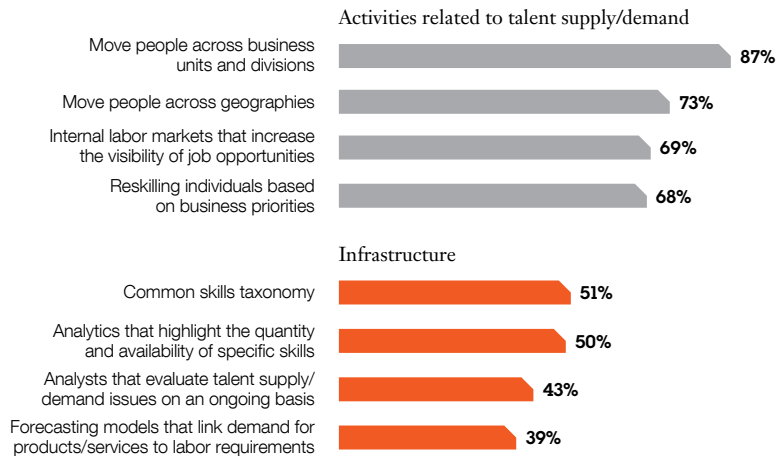 Activities related to talent supply/demand
Move people across business
units and divisions
87%
Move people across geographies
73%
Internal labor markets that increase
the visibility of job opportunities
69%
Reskilling individuals based
on business priorities
68%
Infrastructure
Common skills taxonomy
51%
Analytics that highlight the quantity
and availability of specific skills
50%
Analysts that evaluate talent supply/
demand issues on an ongoing basis
43%
Forecasting models that link demand for
products/services to labor requirements
39%